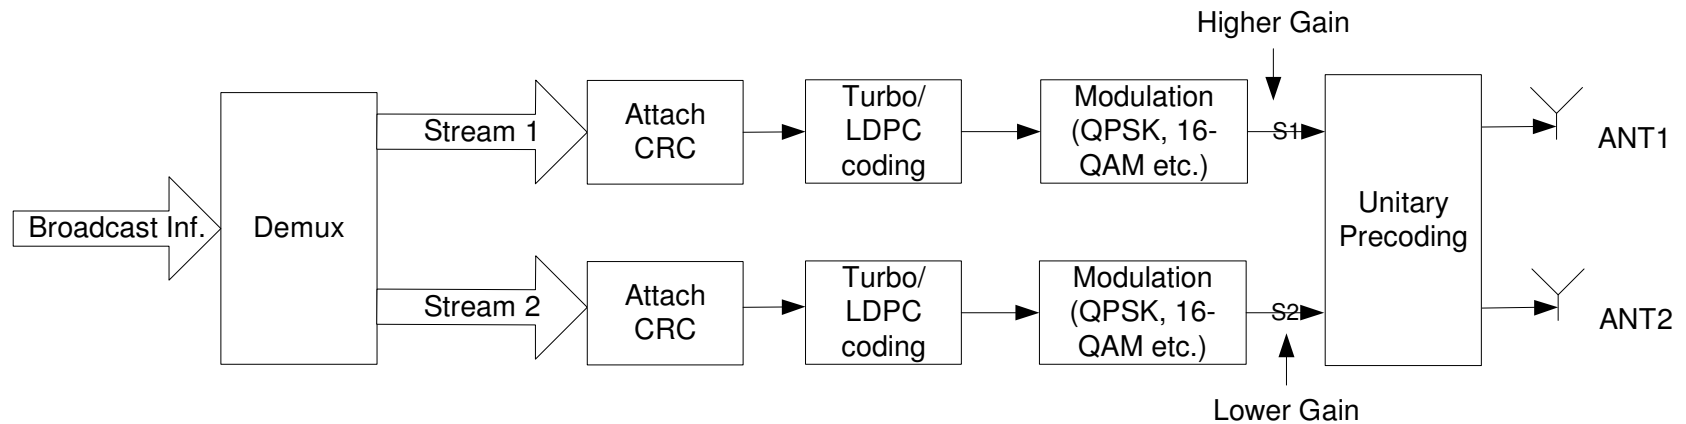 Higher Gain
Broadcast Inf.
Demux
Stream 1
Attach
CRC
Turbo/
LDPC
coding
Modulation
(QPSK, 16-
QAM etc.)
S1
Unitary
Precoding
ANT1
Stream 2
Attach
CRC
Turbo/
LDPC
coding
Modulation
(QPSK, 16-
QAM etc.)
S2
ANT2
Lower Gain